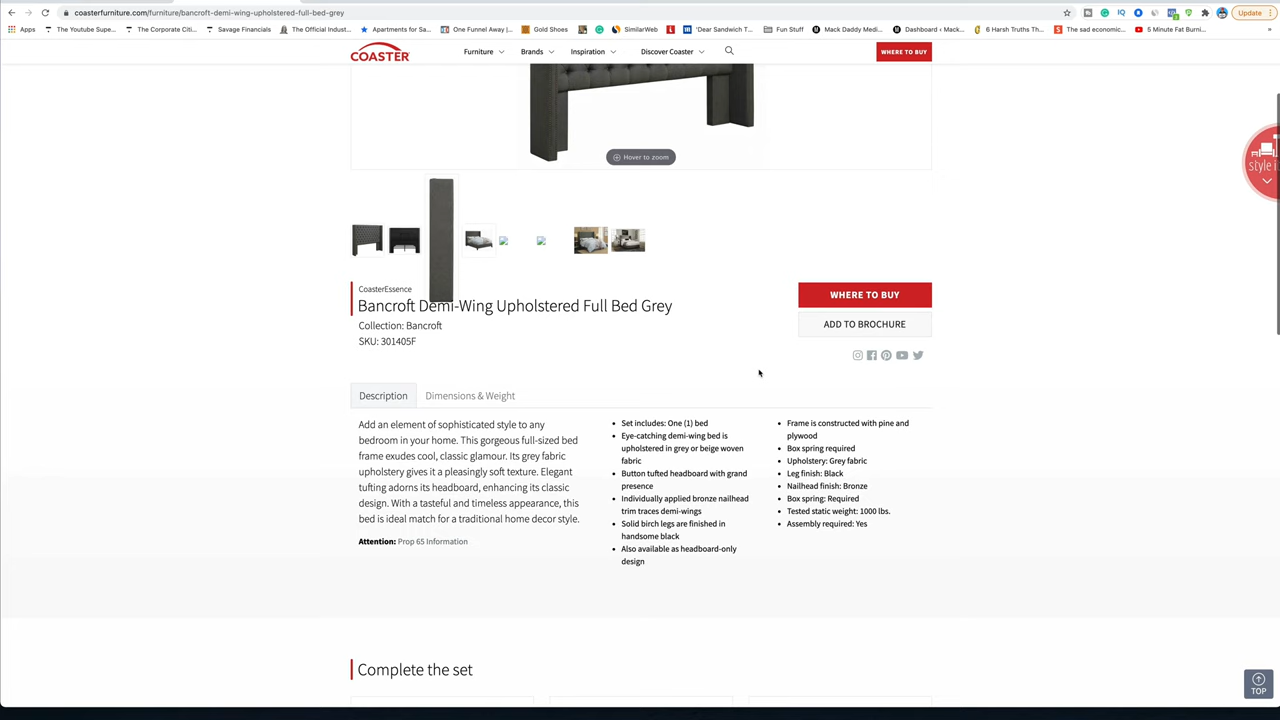 coasterfurniture.com/furniture/bancroft-demi-wing-upholstered-full-bed-grey
Update
Apps
The Youtube Supe...
The Corporate Citi...
Savage Financials
The Official Indust...
Apartments for Sa...
One Funnel Away |...
Gold Shoes
SimilarWeb
'Dear Sandwich T...
Fun Stuff
Mack Daddy Medi...
Dashboard ‹ Mack...
6 Harsh Truths Th...
The sad economic...
5 Minute Fat Burni...
COASTER
Furniture
Brands
Inspiration
Discover Coaster
WHERE TO BUY
Hover to zoom
style i
CoasterEssence
Bancroft Demi-Wing Upholstered Full Bed Grey
Collection: Bancroft
SKU: 301405F
WHERE TO BUY
ADD TO BROCHURE
Description
Dimensions & Weight
Add an element of sophisticated style to any
bedroom in your home. This gorgeous full-sized bed
frame exudes cool, classic glamour. Its grey fabric
upholstery gives it a pleasingly soft texture. Elegant
tufting adorns its headboard, enhancing its classic
design. With a tasteful and timeless appearance, this
bed is ideal match for a traditional home decor style.
Attention: Prop 65 Information
• Set includes: One (1) bed
• Eye-catching demi-wing bed is
upholstered in grey or beige woven
fabric
• Button tufted headboard with grand
presence
• Individually applied bronze nailhead
trim traces demi-wings
• Solid birch legs are finished in
handsome black
• Also available as headboard-only
design
• Frame is constructed with pine and
plywood
• Box spring required
• Upholstery: Grey fabric
• Leg finish: Black
• Nailhead finish: Bronze
• Box spring: Required
• Tested static weight: 1000 lbs.
• Assembly required: Yes
Complete the set
TOP